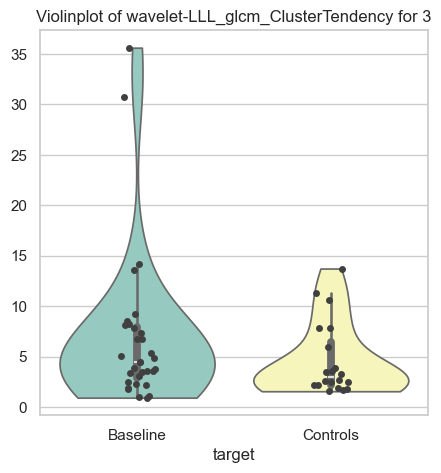 Violinplot of wavelet-LLL_glcm_ClusterTendency for 3
35
30
25
20
15
10
5
0
Baseline
Controls
target